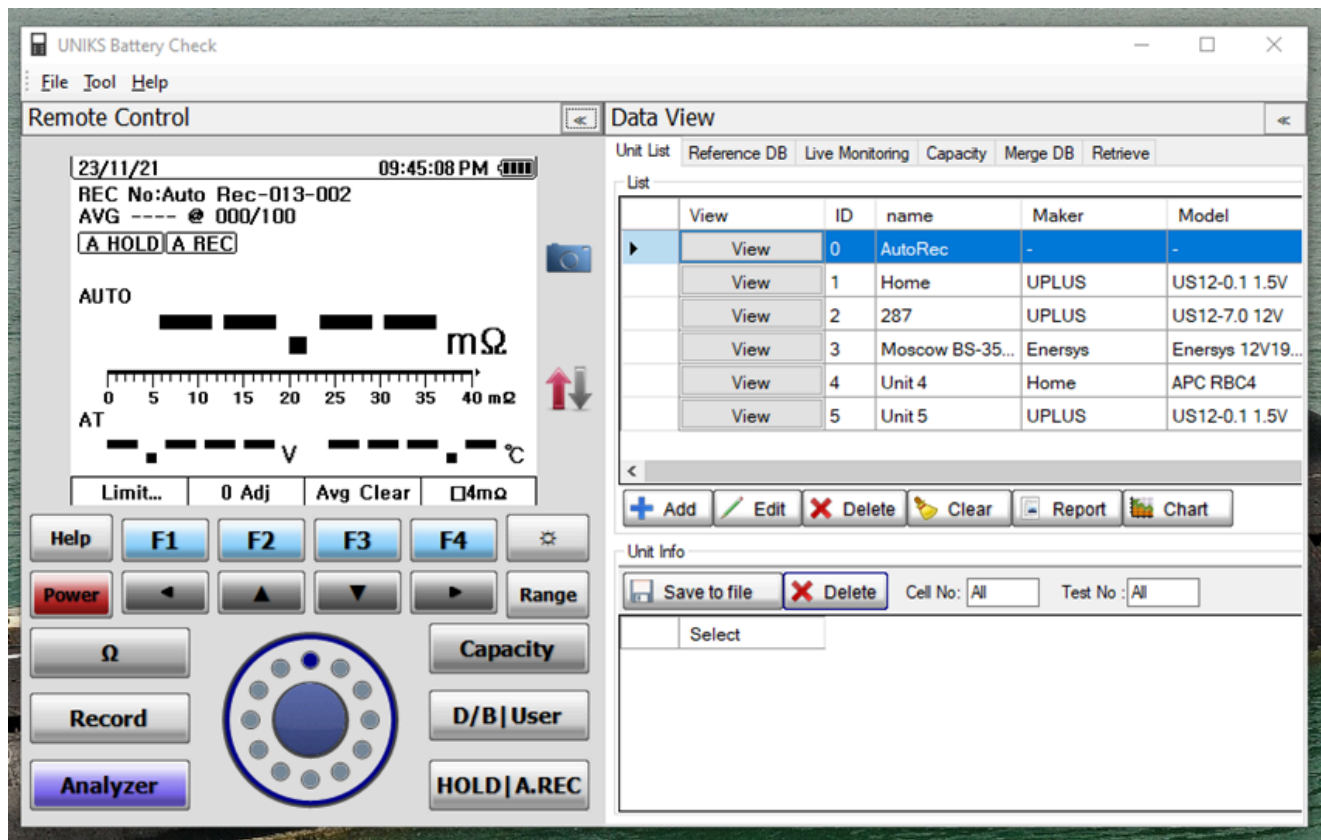 UNIKS Battery Check
File Tool Help
Remote Control
23/11/21 09:45:08 PM
REC No:Auto Rec-013-002
AVG ---- @ 000/100
A HOLD A REC
AUTO
--.-- mΩ
0 5 10 15 20 25 30 35 40 mΩ
AT
-.--- V ---.- ℃
Limit... 0 Adj Avg Clear □4mΩ
Help F1 F2 F3 F4
Power Range
Ω Capacity
Record D/B|User
Analyzer HOLD|A.REC
Data View
Unit List Reference DB Live Monitoring Capacity Merge DB Retrieve
List
View ID name Maker Model
View 0 AutoRec - -
View 1 Home UPLUS US12-0.1 1.5V
View 2 287 UPLUS US12-7.0 12V
View 3 Moscow BS-35... Enersys Enersys 12V19...
View 4 Unit 4 Home APC RBC4
View 5 Unit 5 UPLUS US12-0.1 1.5V
Add Edit Delete Clear Report Chart
Unit Info
Save to file Delete Cell No: All Test No : All
Select